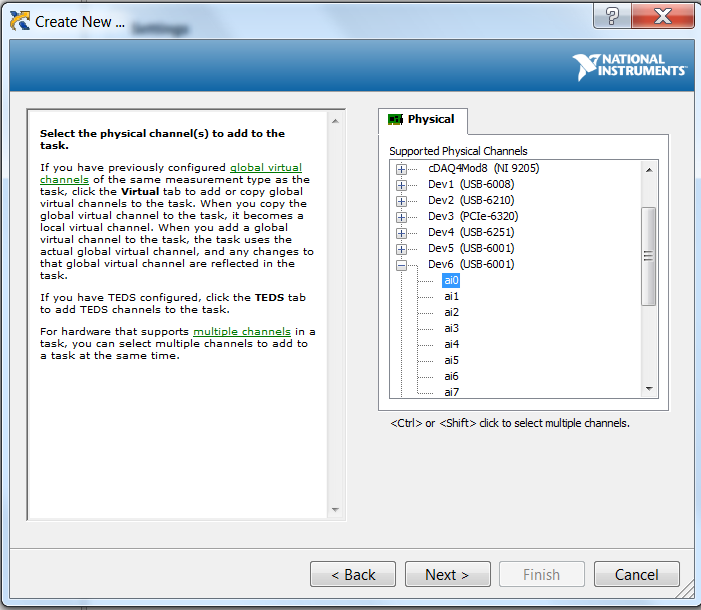 Create New ...
Settings
NATIONAL
INSTRUMENTS
Select the physical channel(s) to add to the
task.
If you have previously configured global virtual
channels of the same measurement type as the
task, click the Virtual tab to add or copy global
virtual channels to the task. When you copy the
global virtual channel to the task, it becomes a
local virtual channel. When you add a global
virtual channel to the task, the task uses the
actual global virtual channel, and any changes to
that global virtual channel are reflected in the
task.
If you have TEDS configured, click the TEDS tab
to add TEDS channels to the task.
For hardware that supports multiple channels in a
task, you can select multiple channels to add to
a task at the same time.
Physical
Supported Physical Channels
cDAQ4Mod8 (NI 9205)
Dev1 (USB-6008)
Dev2 (USB-6210)
Dev3 (PCIe-6320)
Dev4 (USB-6251)
Dev5 (USB-6001)
Dev6 (USB-6001)
ai0
ai1
ai2
ai3
ai4
ai5
ai6
ai7
<Ctrl> or <Shift> click to select multiple channels.
< Back
Next >
Finish
Cancel